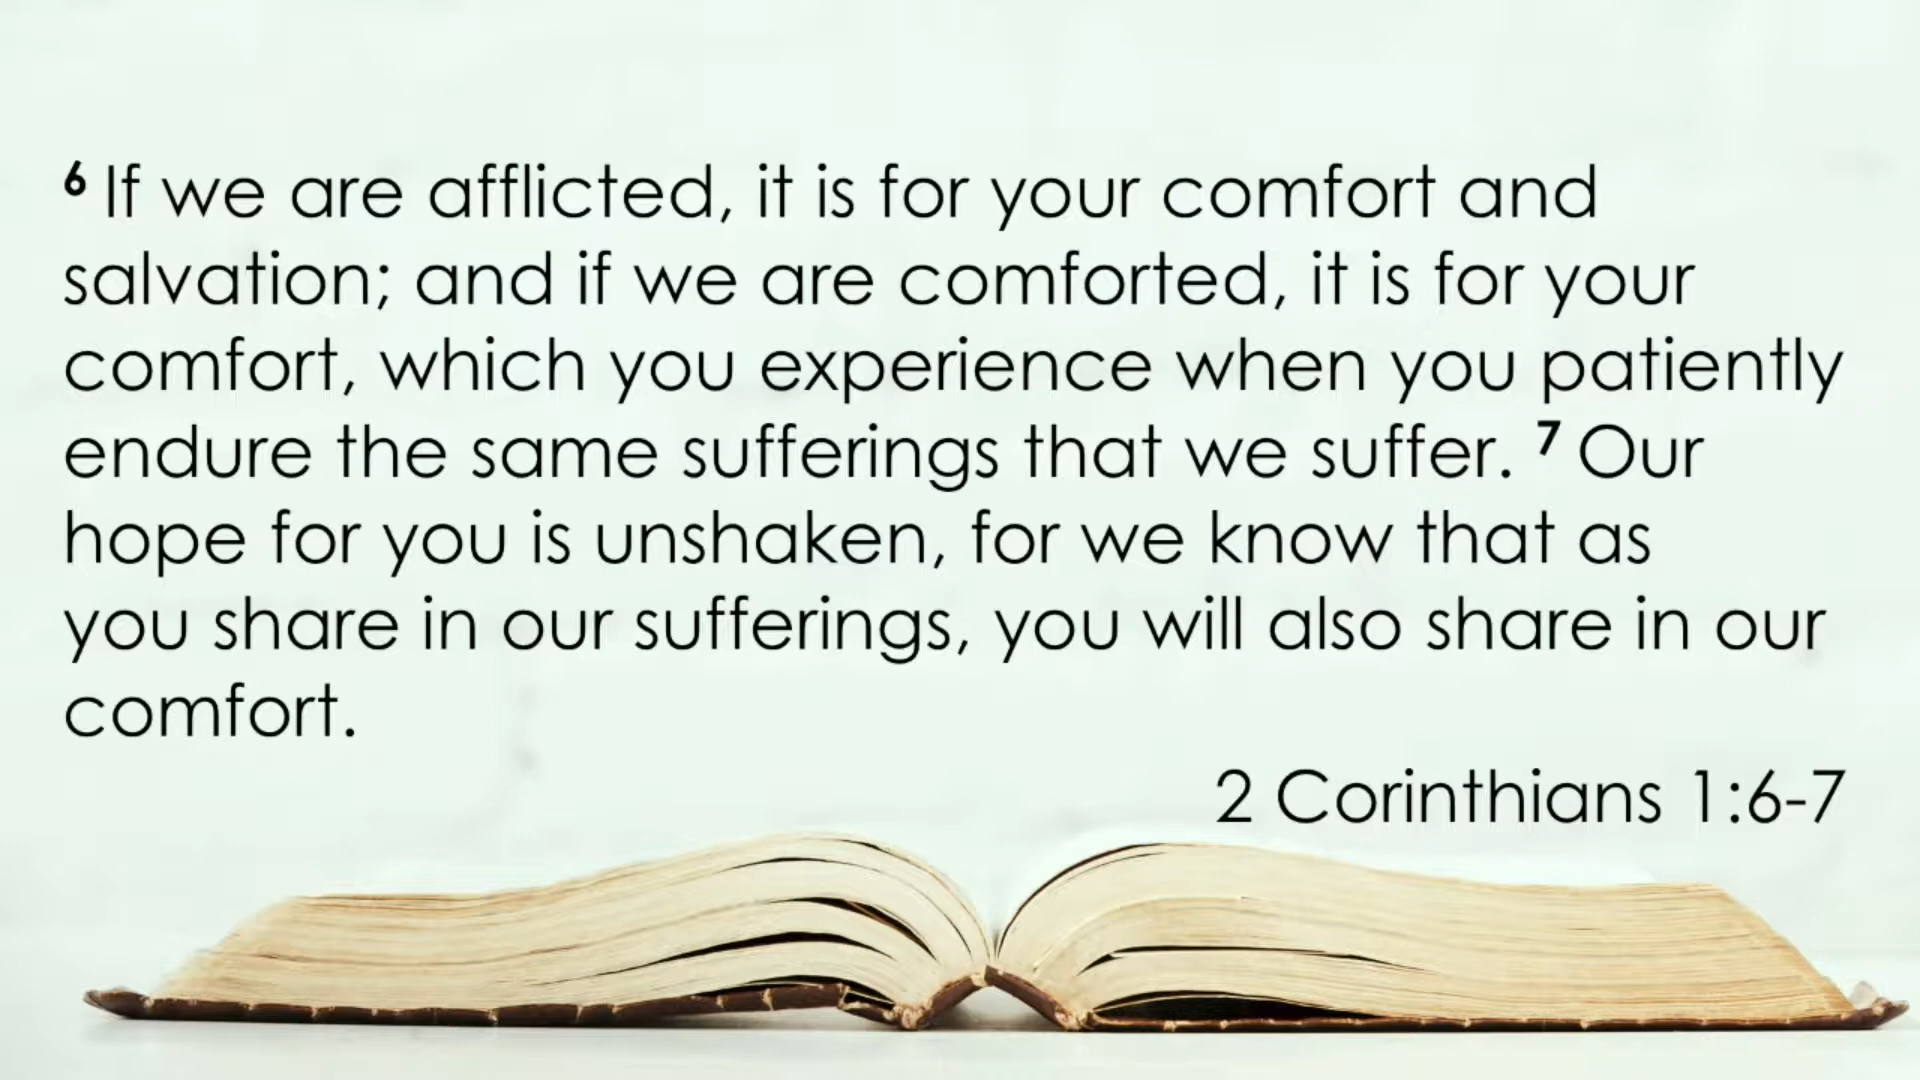 6 If we are afflicted, it is for your comfort and
salvation; and if we are comforted, it is for your
comfort, which you experience when you patiently
endure the same sufferings that we suffer. 7 Our
hope for you is unshaken, for we know that as
you share in our sufferings, you will also share in our
comfort.
2 Corinthians 1:6-7